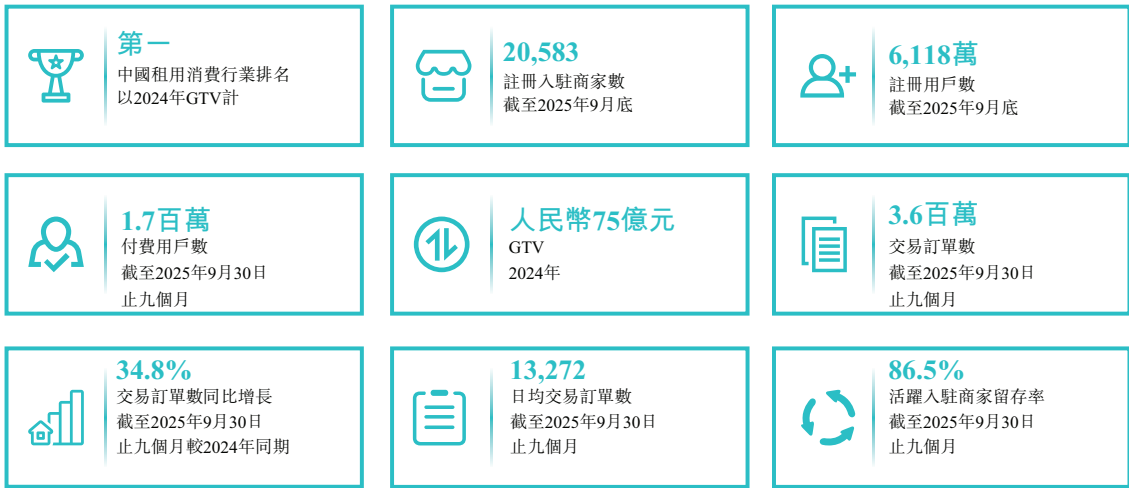 第一
中國租用消費行業排名
以2024年GTV計
20,583
註冊入駐商家數
截至2025年9月底
6,118萬
註冊用戶數
截至2025年9月底
1.7百萬
付費用戶數
截至2025年9月30日
止九個月
人民幣75億元
GTV
2024年
3.6百萬
交易訂單數
截至2025年9月30日
止九個月
34.8%
交易訂單數同比增長
截至2025年9月30日
止九個月較2024年同期
13,272
日均交易訂單數
截至2025年9月30日
止九個月
86.5%
活躍入駐商家留存率
截至2025年9月30日
止九個月